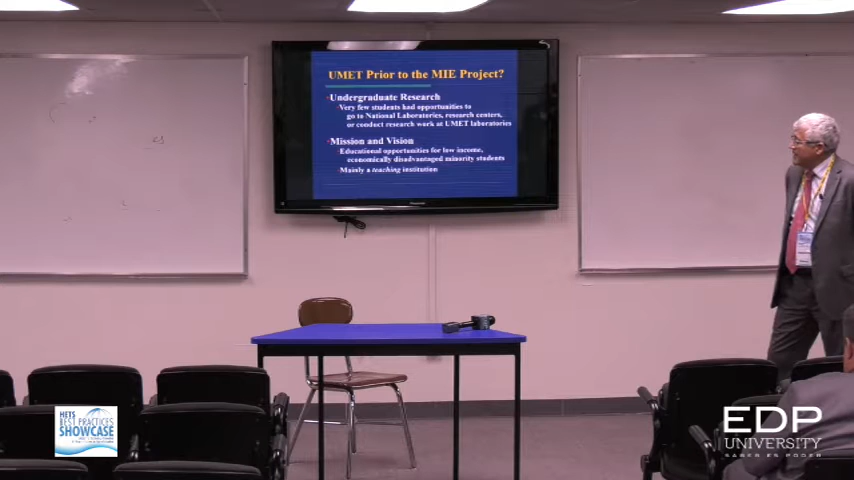 UMET Prior to the MIE Project?
Undergraduate Research
Very few students had opportunities to
go to National Laboratories, research centers,
or conduct research work at UMET laboratories
Mission and Vision
Educational opportunities for low income,
economically disadvantaged minority students
Mainly a teaching institution
Panasonic
HETS
BEST PRACTICES
SHOWCASE
EDP
UNIVERSITY
SABER ES PODER